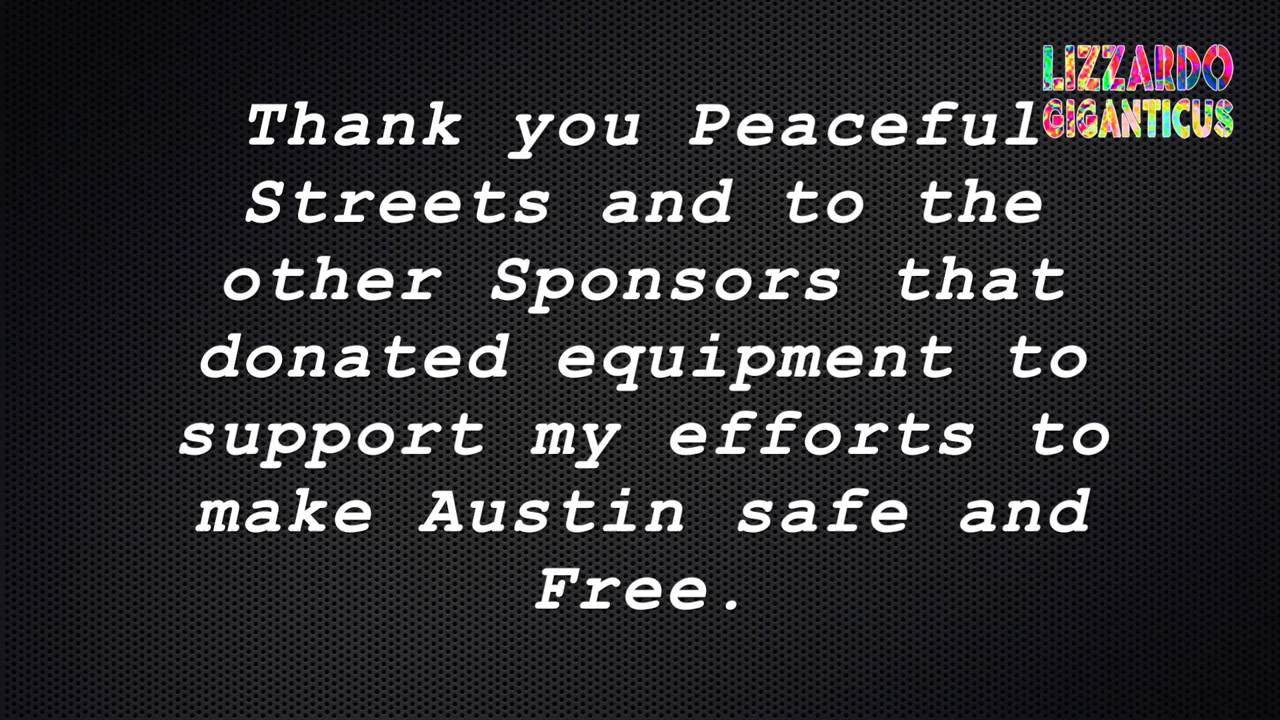 LIZZARDO
GIGANTICUS
Thank you Peaceful
Streets and to the
other Sponsors that
donated equipment to
support my efforts to
make Austin safe and
Free.